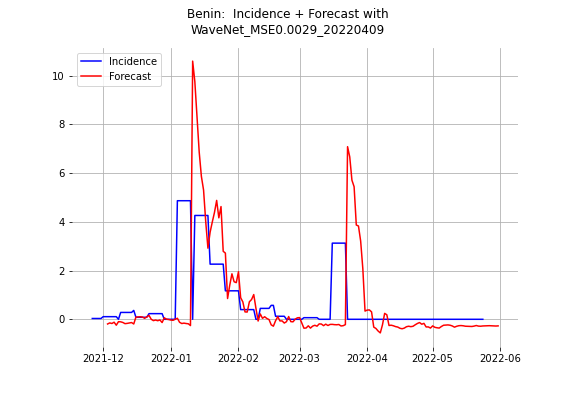 Benin:  Incidence + Forecast with
WaveNet_MSE0.0029_20220409
Incidence
Forecast
10
8
6
4
2
0
2021-12 2022-01 2022-02 2022-03 2022-04 2022-05 2022-06